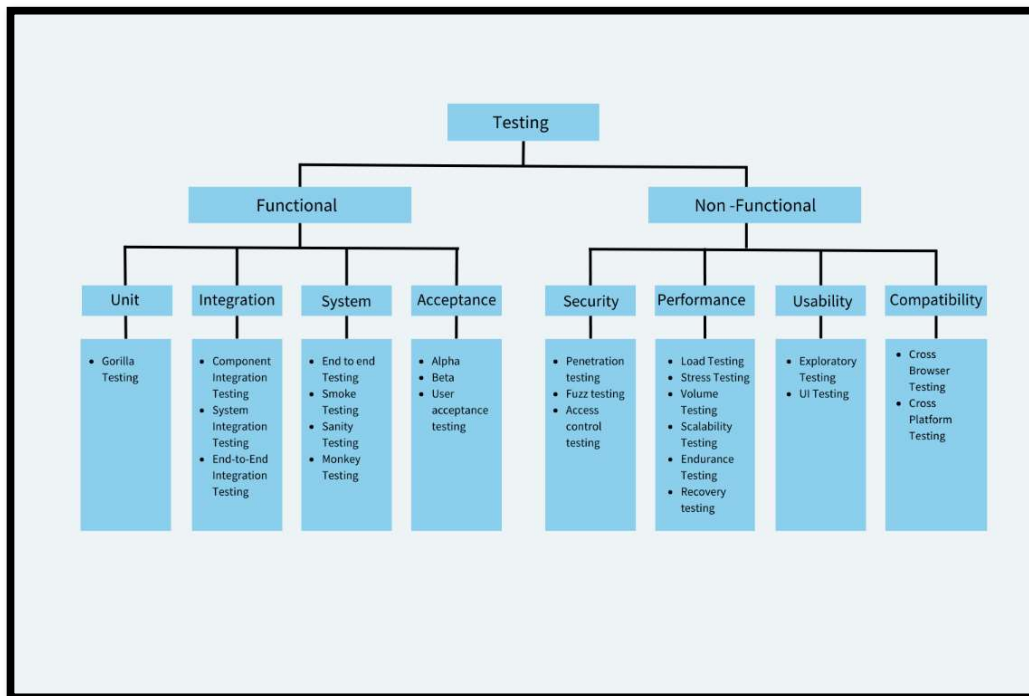 Testing
Functional
Non -Functional
Unit
Integration
System
Acceptance
Security
Performance
Usability
Compatibility
• Gorilla
Testing
• Component
Integration
Testing
• System
Integration
Testing
• End-to-End
Integration
Testing
• End to end
Testing
• Smoke
Testing
• Sanity
Testing
• Monkey
Testing
• Alpha
• Beta
• User
acceptance
testing
• Penetration
testing
• Fuzz testing
• Access
control
testing
• Load Testing
• Stress Testing
• Volume
Testing
• Scalability
Testing
• Endurance
Testing
• Recovery
testing
• Exploratory
Testing
• UI Testing
• Cross
Browser
Testing
• Cross
Platform
Testing